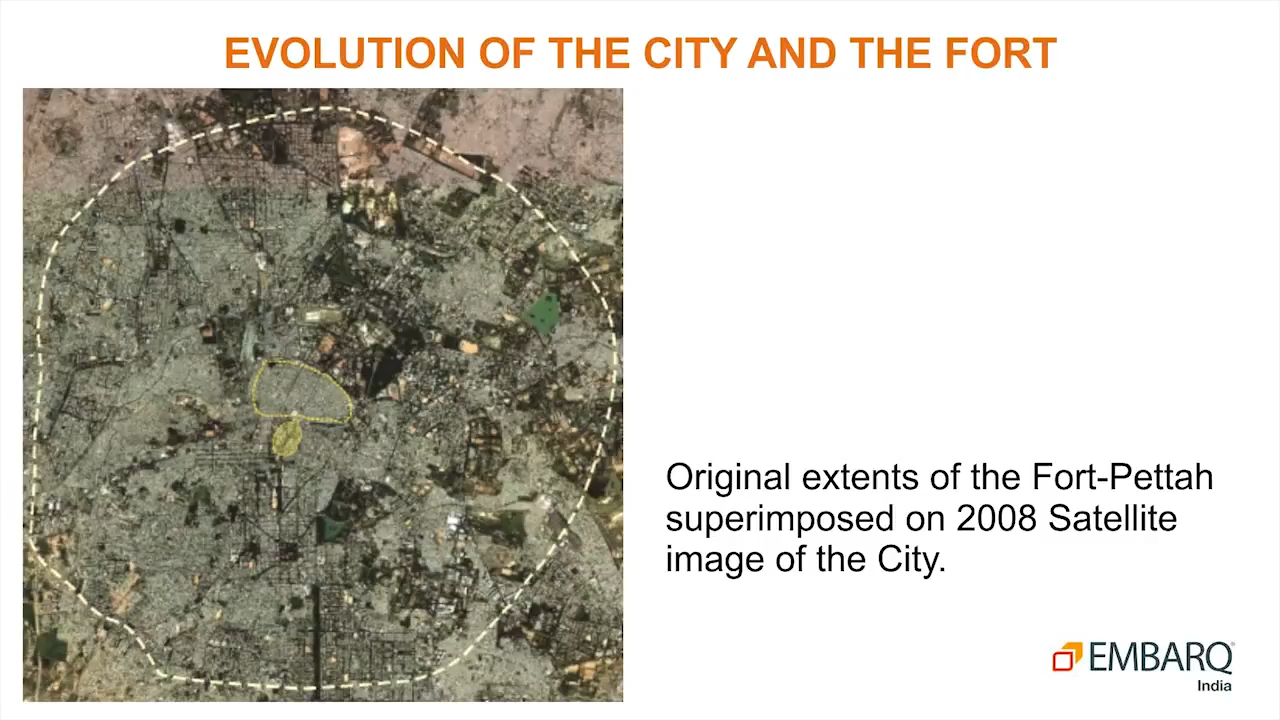 EVOLUTION OF THE CITY AND THE FORT
Original extents of the Fort-Pettah
superimposed on 2008 Satellite
image of the City.
EMBARQ®
India